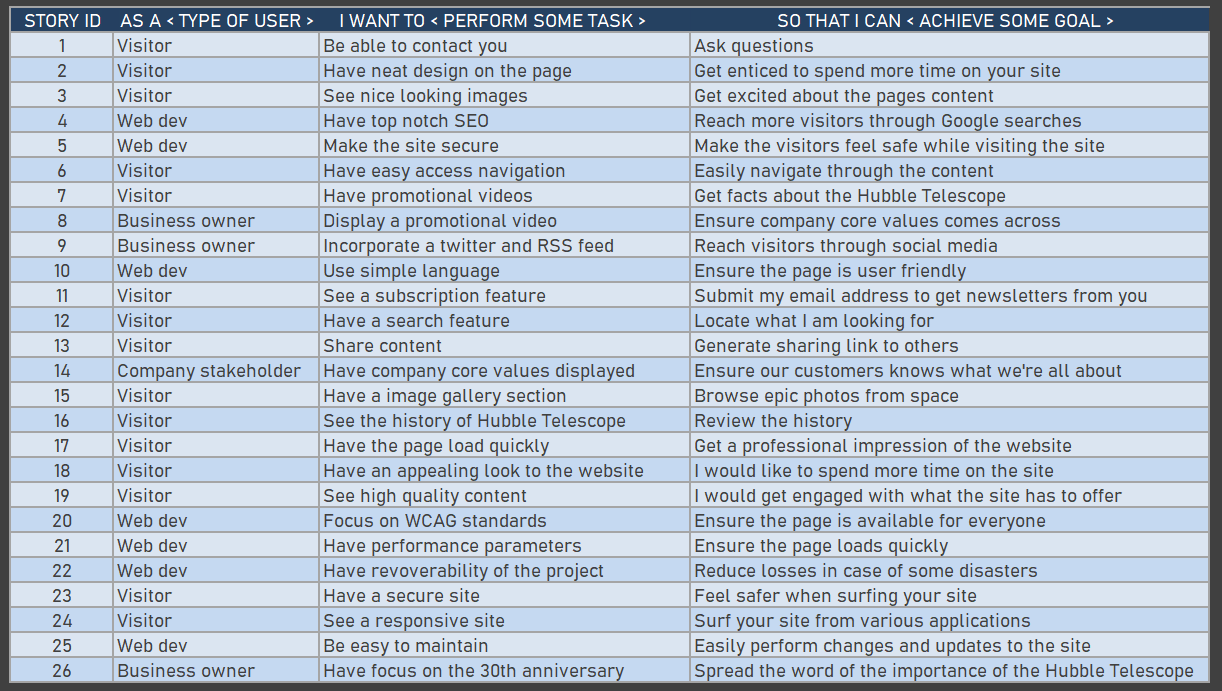 STORY ID AS A < TYPE OF USER > I WANT TO < PERFORM SOME TASK > SO THAT I CAN < ACHIEVE SOME GOAL >
1 Visitor Be able to contact you Ask questions
2 Visitor Have neat design on the page Get enticed to spend more time on your site
3 Visitor See nice looking images Get excited about the pages content
4 Web dev Have top notch SEO Reach more visitors through Google searches
5 Web dev Make the site secure Make the visitors feel safe while visiting the site
6 Visitor Have easy access navigation Easily navigate through the content
7 Visitor Have promotional videos Get facts about the Hubble Telescope
8 Business owner Display a promotional video Ensure company core values comes across
9 Business owner Incorporate a twitter and RSS feed Reach visitors through social media
10 Web dev Use simple language Ensure the page is user friendly
11 Visitor See a subscription feature Submit my email address to get newsletters from you
12 Visitor Have a search feature Locate what I am looking for
13 Visitor Share content Generate sharing link to others
14 Company stakeholder Have company core values displayed Ensure our customers knows what we're all about
15 Visitor Have a image gallery section Browse epic photos from space
16 Visitor See the history of Hubble Telescope Review the history
17 Visitor Have the page load quickly Get a professional impression of the website
18 Visitor Have an appealing look to the website I would like to spend more time on the site
19 Visitor See high quality content I would get engaged with what the site has to offer
20 Web dev Focus on WCAG standards Ensure the page is available for everyone
21 Web dev Have performance parameters Ensure the page loads quickly
22 Web dev Have revoverability of the project Reduce losses in case of some disasters
23 Visitor Have a secure site Feel safer when surfing your site
24 Visitor See a responsive site Surf your site from various applications
25 Web dev Be easy to maintain Easily perform changes and updates to the site
26 Business owner Have focus on the 30th anniversary Spread the word of the importance of the Hubble Telescope